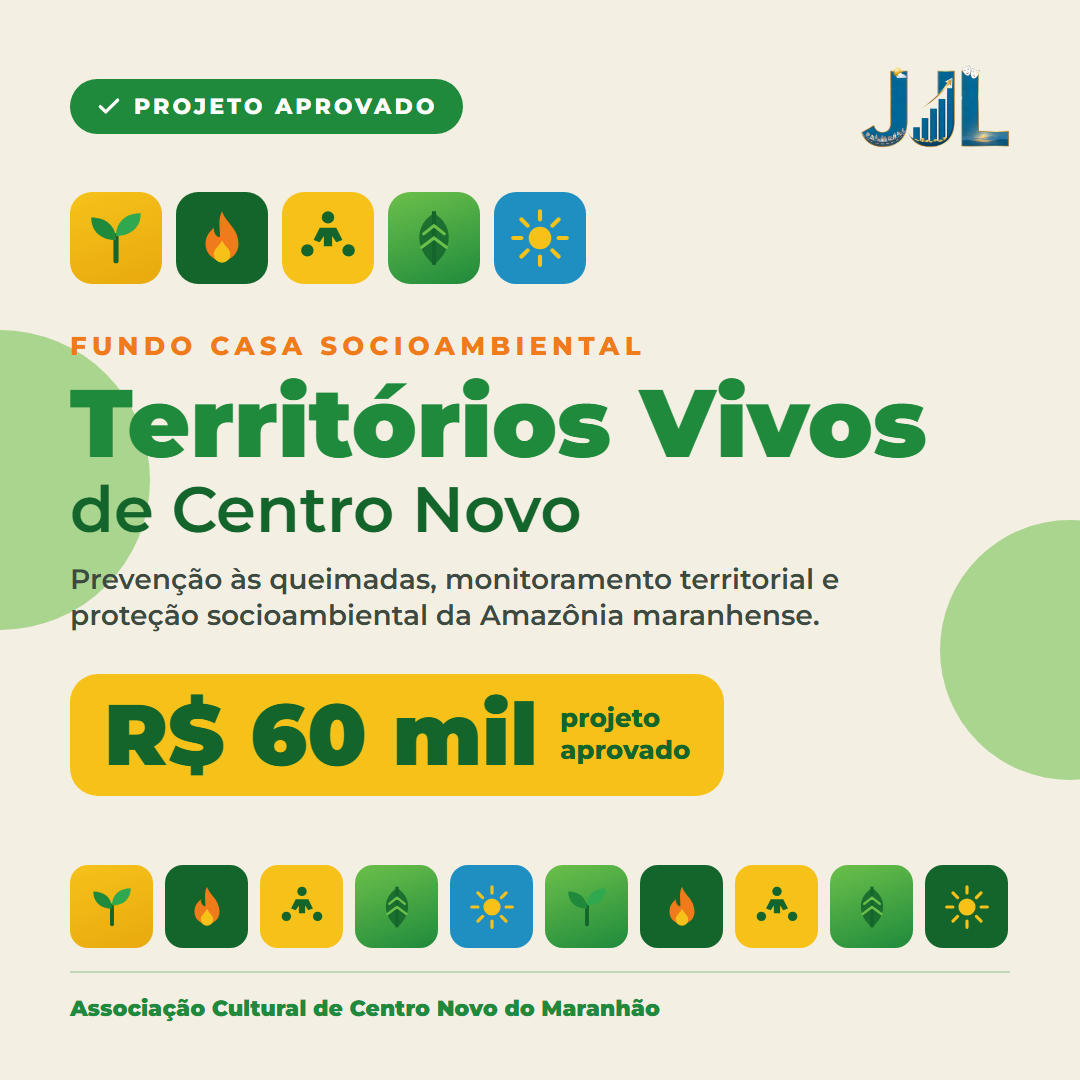 PROJETO APROVADO
JJL
FUNDO CASA SOCIOAMBIENTAL
Territórios Vivos
de Centro Novo
Prevenção às queimadas, monitoramento territorial e
proteção socioambiental da Amazônia maranhense.
R$ 60 mil
projeto
aprovado
Associação Cultural de Centro Novo do Maranhão